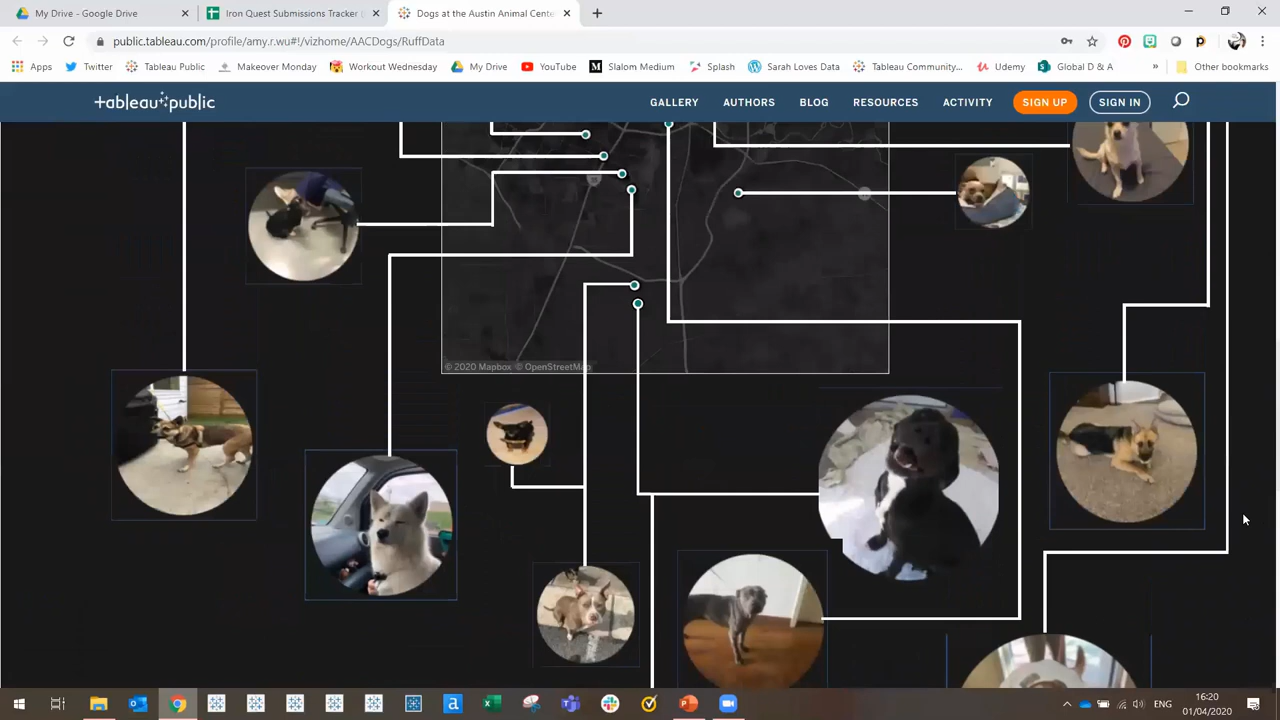 My Drive - Google Drive
Iron Quest Submissions Tracker (
Dogs at the Austin Animal Cente
public.tableau.com/profile/amy.r.wu#!/vizhome/AACDogs/RuffData
Apps
Twitter
Tableau Public
Makeover Monday
Workout Wednesday
My Drive
YouTube
Slalom Medium
Splash
Sarah Loves Data
Tableau Community...
Udemy
Global D & A
»
Other bookmarks
+ableau public
GALLERY
AUTHORS
BLOG
RESOURCES
ACTIVITY
SIGN UP
SIGN IN
© 2020 Mapbox © OpenStreetMap
ENG
16:20
01/04/2020